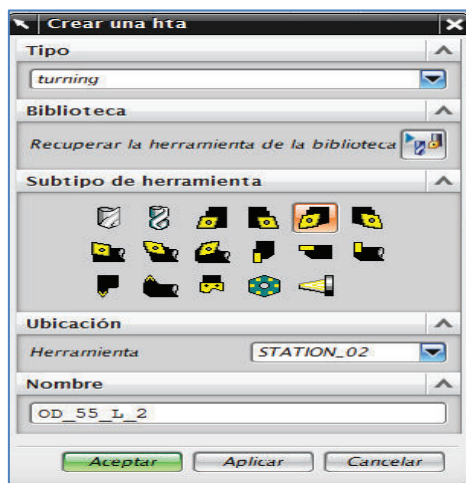 Crear una hta
Tipo
turning
Biblioteca
Recuperar la herramienta de la biblioteca
Subtipo de herramienta
Ubicación
Herramienta STATION_02
Nombre
OD_55_L_2
Aceptar Aplicar Cancelar